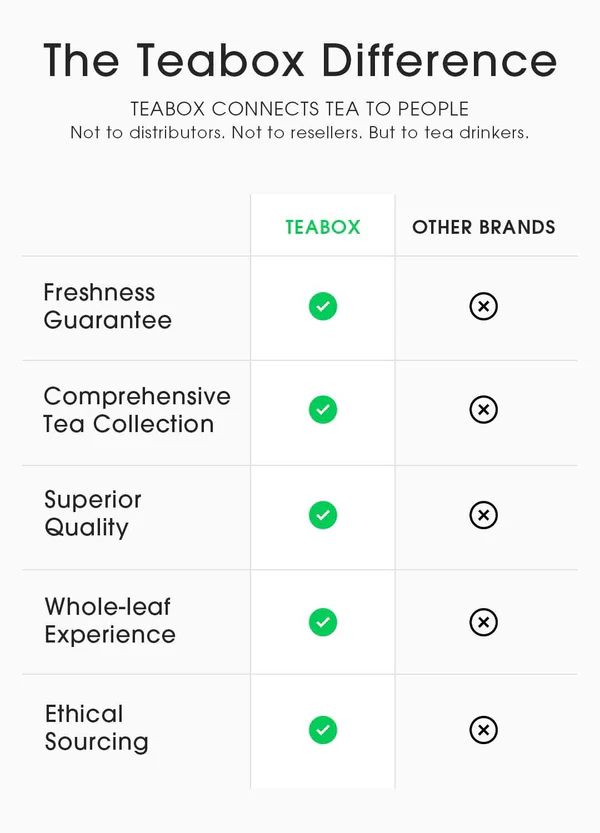 The Teabox Difference
TEABOX CONNECTS TEA TO PEOPLE
Not to distributors. Not to resellers. But to tea drinkers.
TEABOX OTHER BRANDS
Freshness
Guarantee
Comprehensive
Tea Collection
Superior
Quality
Whole-leaf
Experience
Ethical
Sourcing